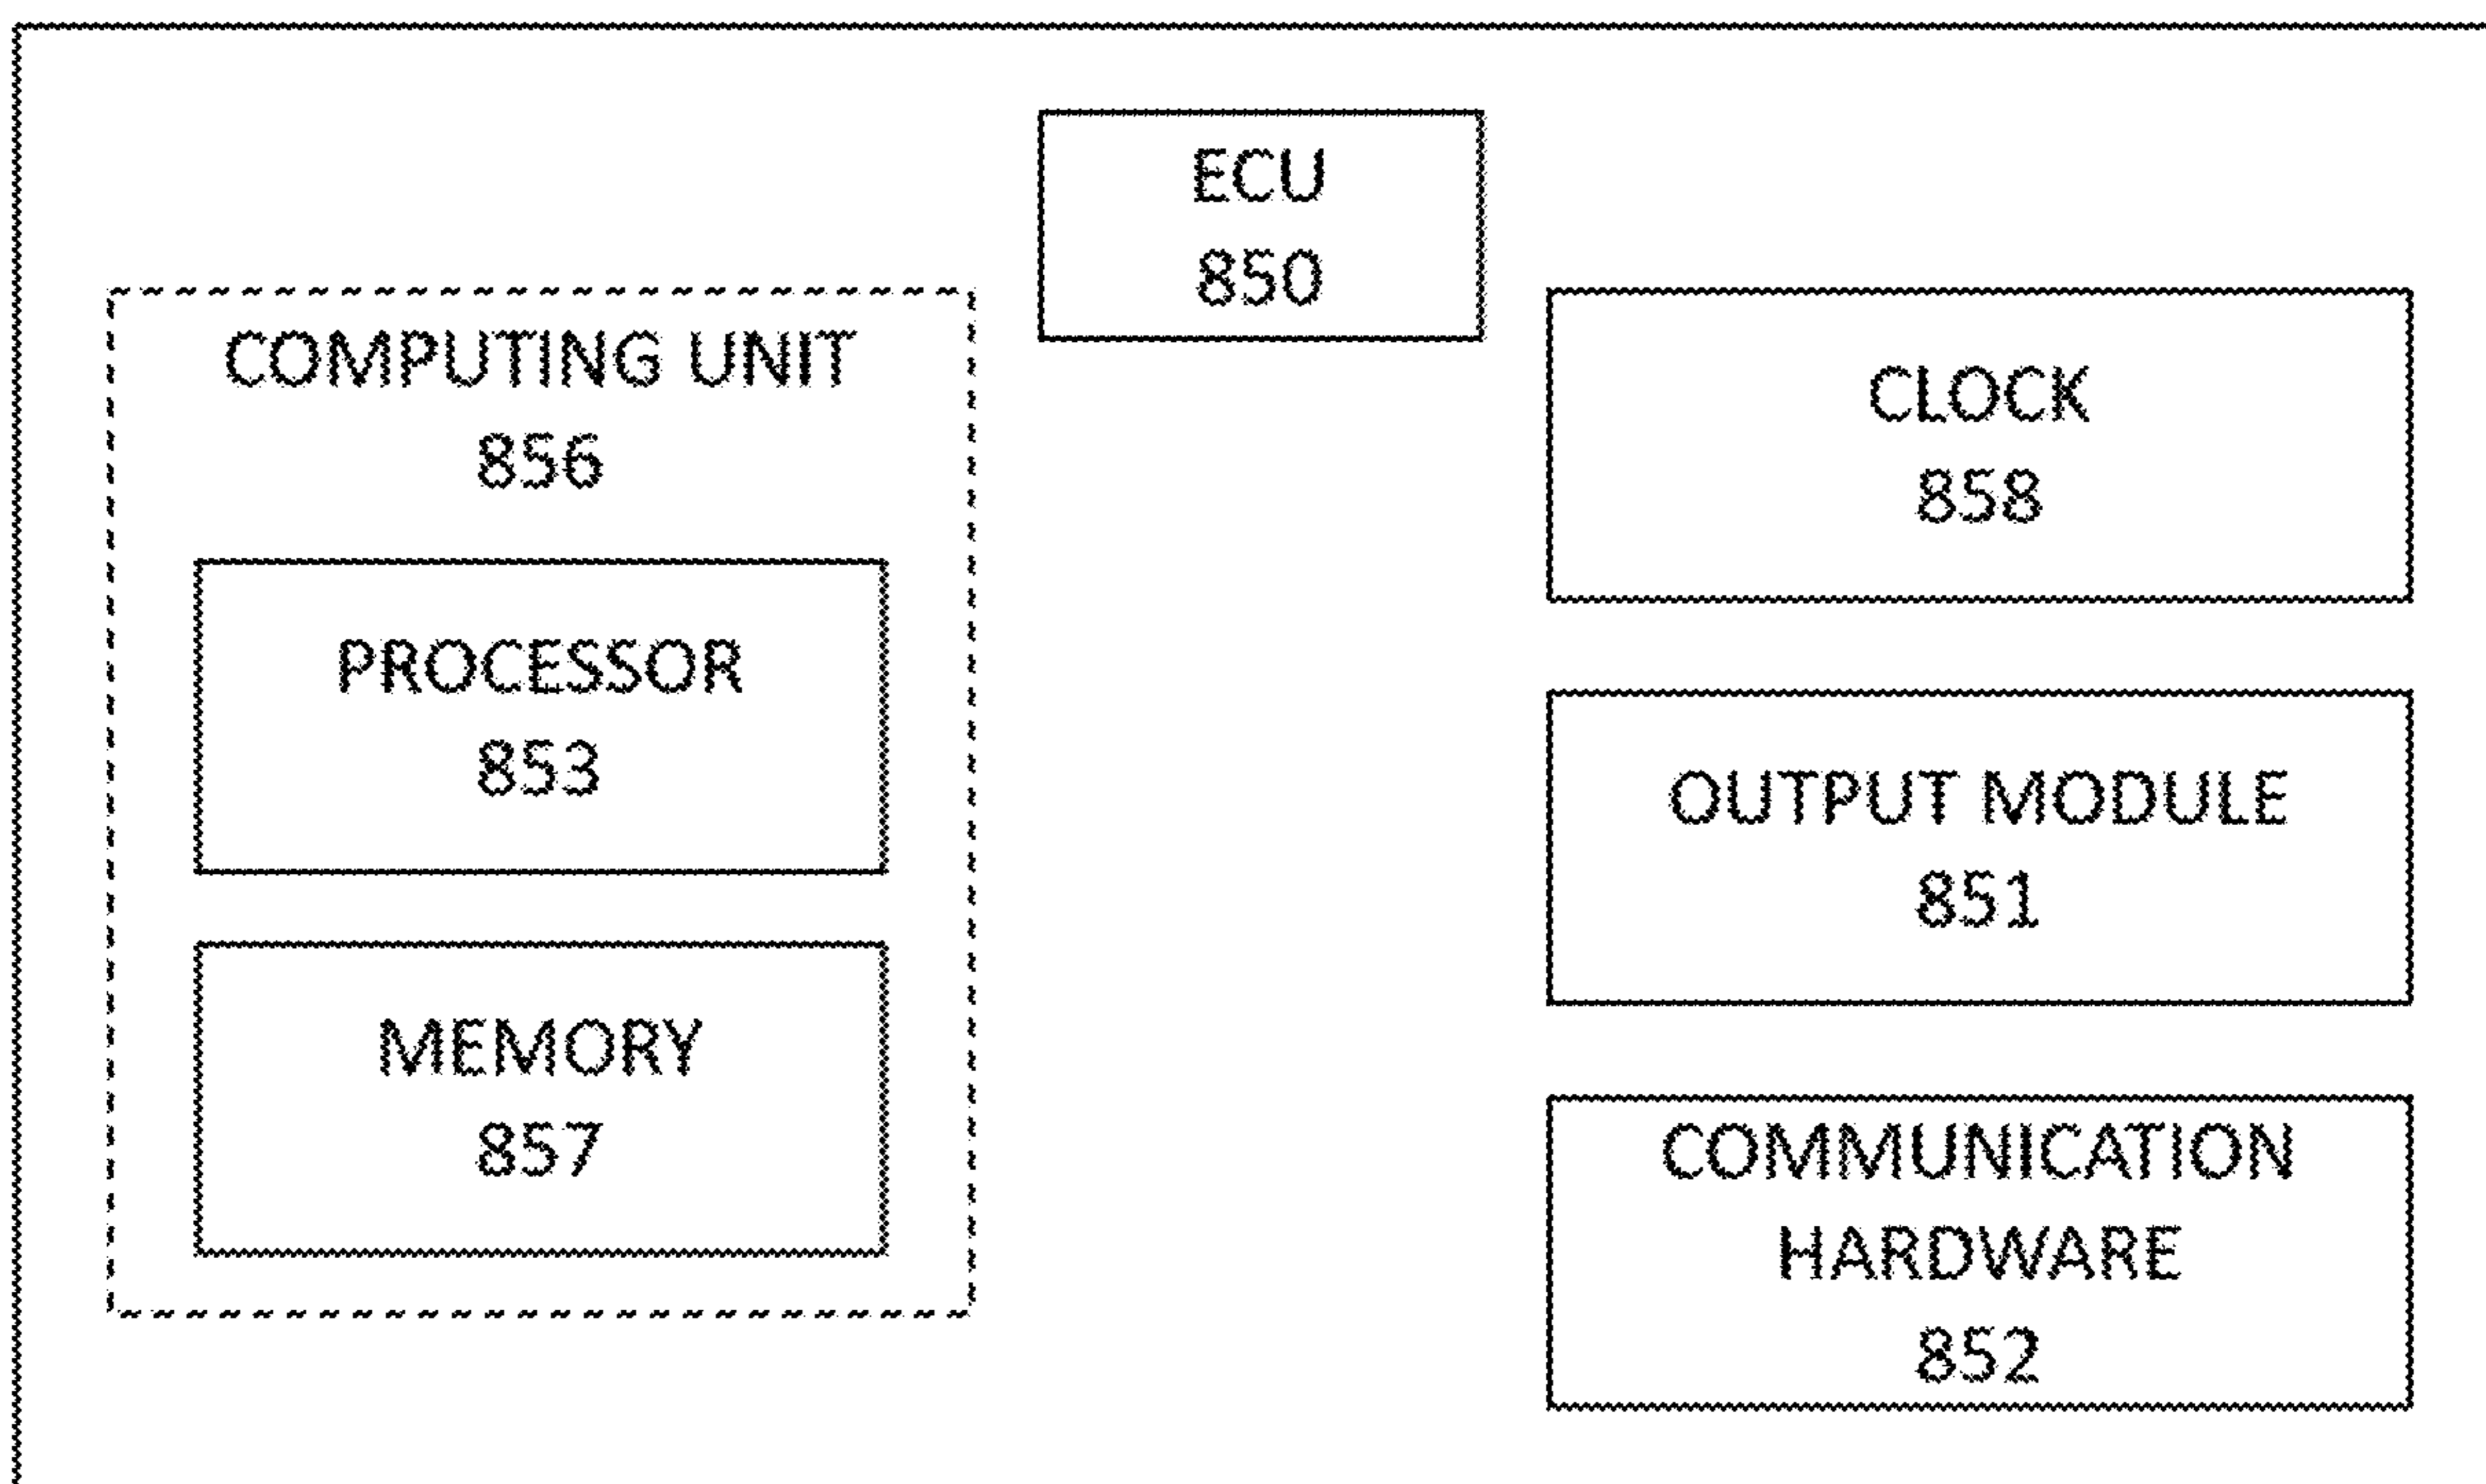 ECU
850
COMPUTING UNIT
856
PROCESSOR
853
MEMORY
857
CLOCK
858
OUTPUT MODULE
851
COMMUNICATION
HARDWARE
852